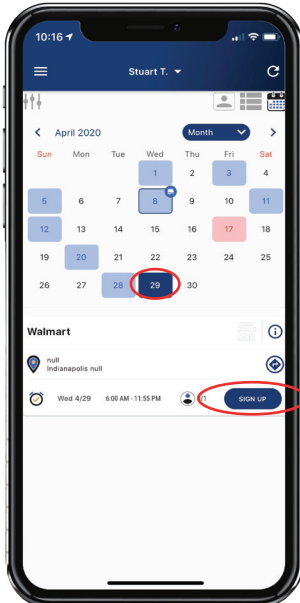 10:16
Stuart T.
April 2020 Month
Sun Mon Tue Wed Thu Fri Sat
1 2 3 4
5 6 7 8 9 10 11
12 13 14 15 16 17 18
19 20 21 22 23 24 25
26 27 28 29 30
Walmart
null
Indianapolis null
Wed 4/29 6:00 AM - 11:55 PM SIGN UP